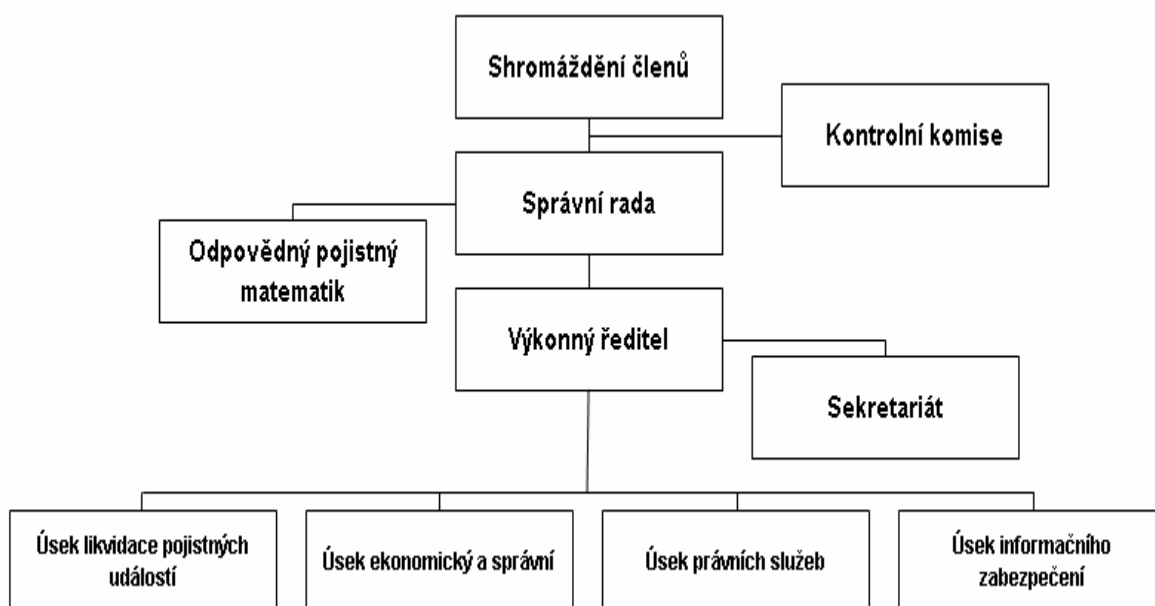 Shromáždění členů
Kontrolní komise
Správní rada
Odpovědný pojistný
matematik
Výkonný ředitel
Sekretariát
Úsek likvidace pojistných
událostí
Úsek ekonomický a správní
Úsek právních služeb
Úsek informačního
zabezpečení